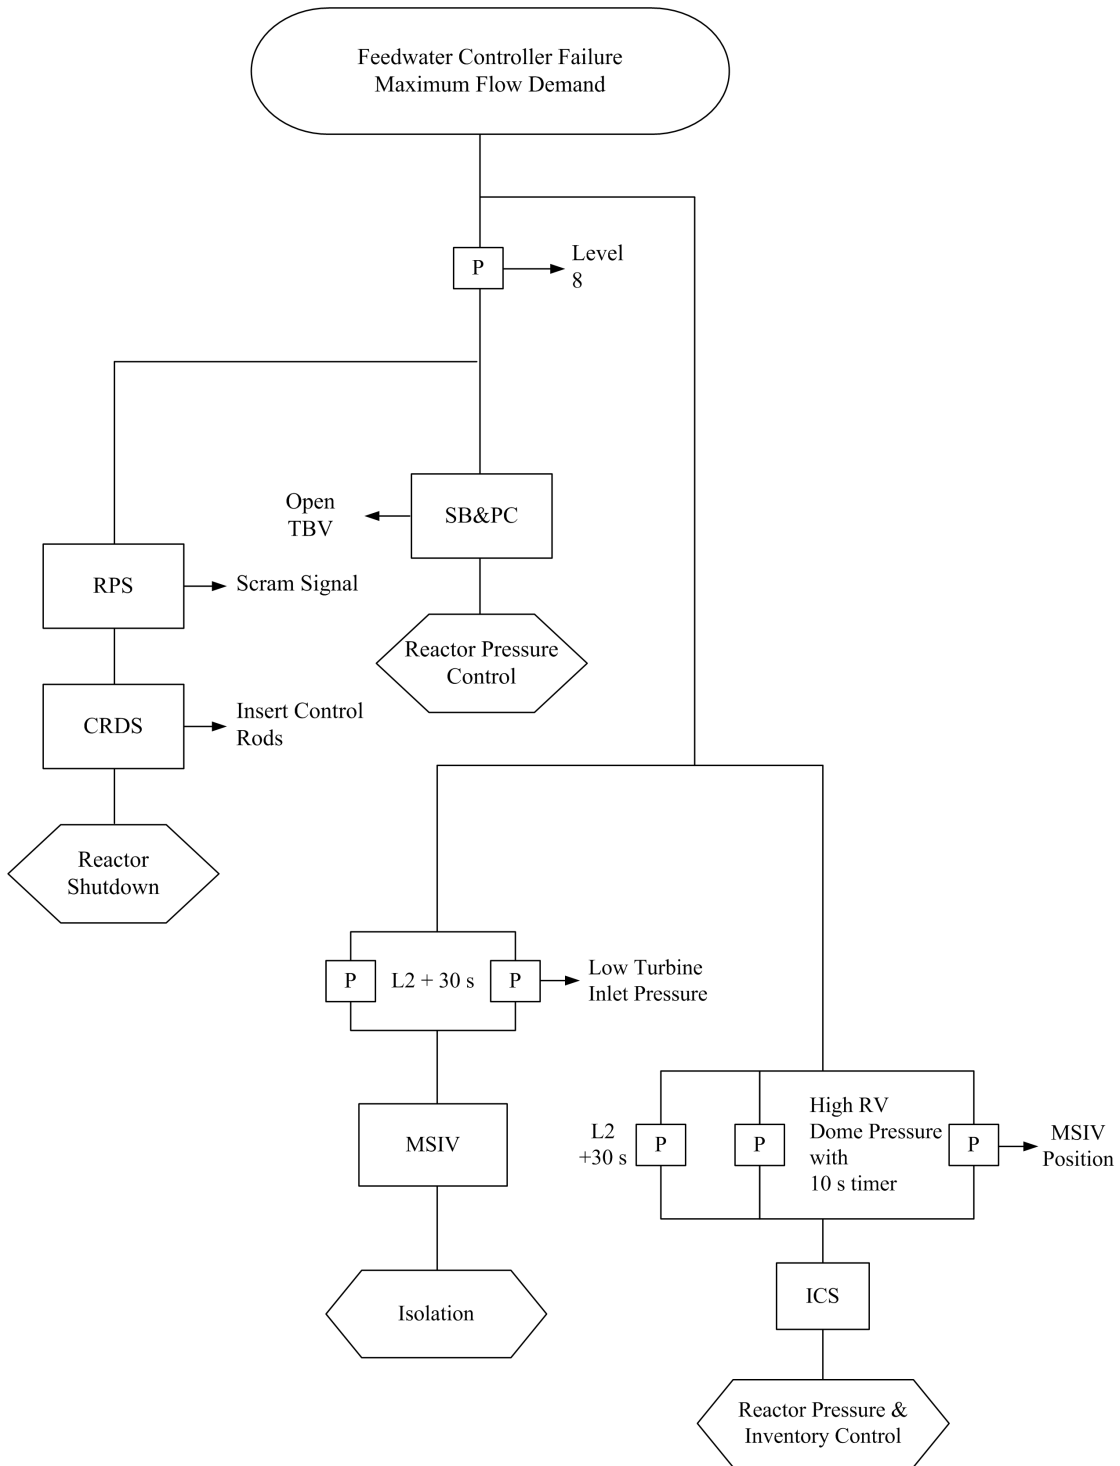 Feedwater Controller Failure
Maximum Flow Demand
P
Level
8
Open
TBV
SB&PC
RPS
Scram Signal
Reactor Pressure
Control
CRDS
Insert Control
Rods
Reactor
Shutdown
P
L2 + 30 s
P
Low Turbine
Inlet Pressure
MSIV
Isolation
L2
+30 s
P
P
High RV
Dome Pressure
with
10 s timer
P
MSIV
Position
ICS
Reactor Pressure &
Inventory Control